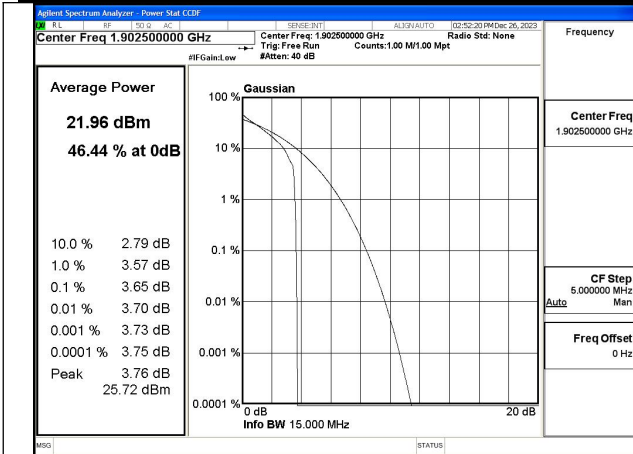 Agilent Spectrum Analyzer - Power Stat CCDF
RL RF 50 Ω AC SENSE:INT ALIGN AUTO 02:52:20 PM Dec 26, 2023
Center Freq 1.902500000 GHz
Center Freq: 1.902500000 GHz Radio Std: None
Trig: Free Run Counts:1.00 M/1.00 Mpt
#IFGain:Low #Atten: 40 dB
Frequency
Average Power
21.96 dBm
46.44 % at 0dB
10.0 % 2.79 dB
1.0 % 3.57 dB
0.1 % 3.65 dB
0.01 % 3.70 dB
0.001 % 3.73 dB
0.0001 % 3.75 dB
Peak 3.76 dB
25.72 dBm
Gaussian
100 %
10 %
1 %
0.1 %
0.01 %
0.001 %
0.0001 %
0 dB 20 dB
Info BW 15.000 MHz
Center Freq
1.902500000 GHz
CF Step
5.000000 MHz
Auto Man
Freq Offset
0 Hz
MSG STATUS